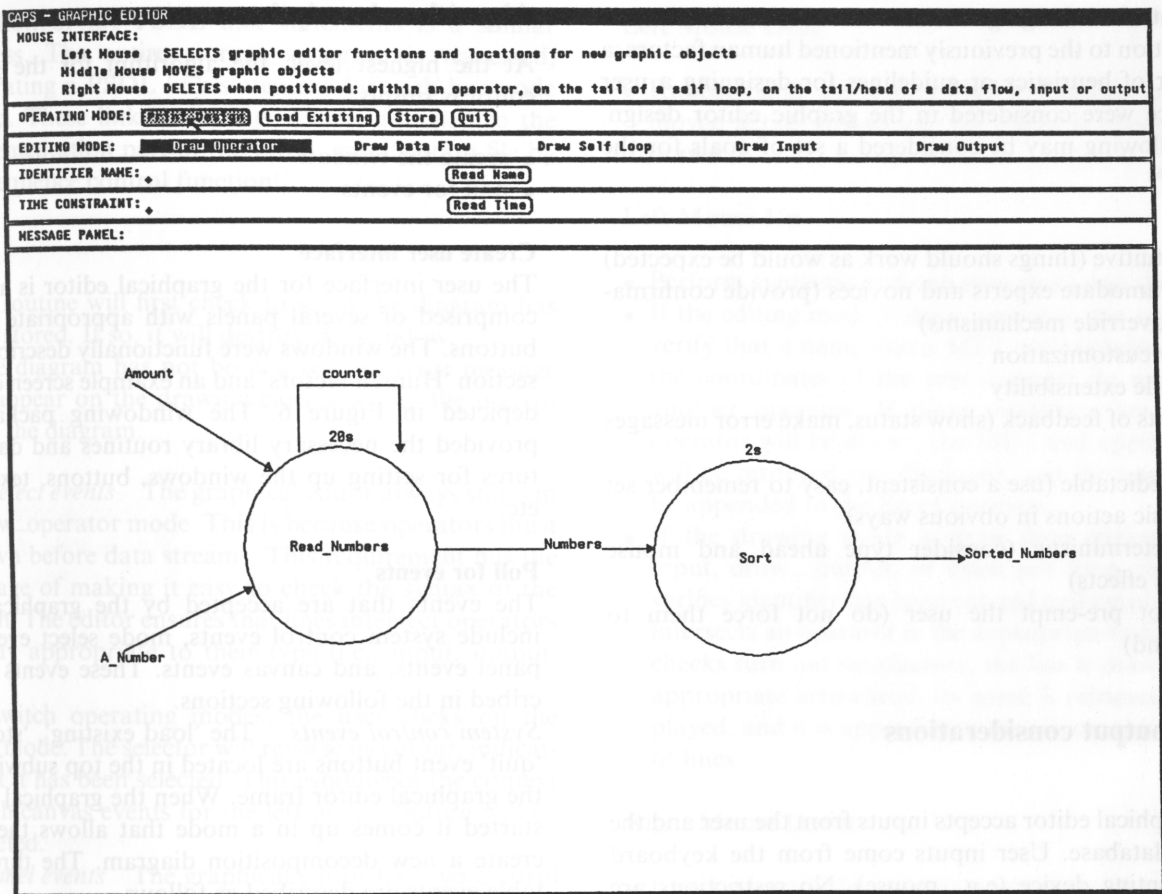 CAPS - GRAPHIC EDITOR
MOUSE INTERFACE:
Left Mouse SELECTS graphic editor functions and locations for new graphic objects
Middle Mouse MOVES graphic objects
Right Mouse DELETES when positioned: within an operator, on the tail of a self loop, on the tail/head of a data flow, input or output
OPERATING MODE: Load Existing Store Quit
EDITING MODE: Draw Operator Draw Data Flow Draw Self Loop Draw Input Draw Output
IDENTIFIER NAME: Read Name
TIME CONSTRAINT: Read Time
MESSAGE PANEL:
Amount counter
20s 2s
Read_Numbers Numbers Sort Sorted_Numbers
A_Number